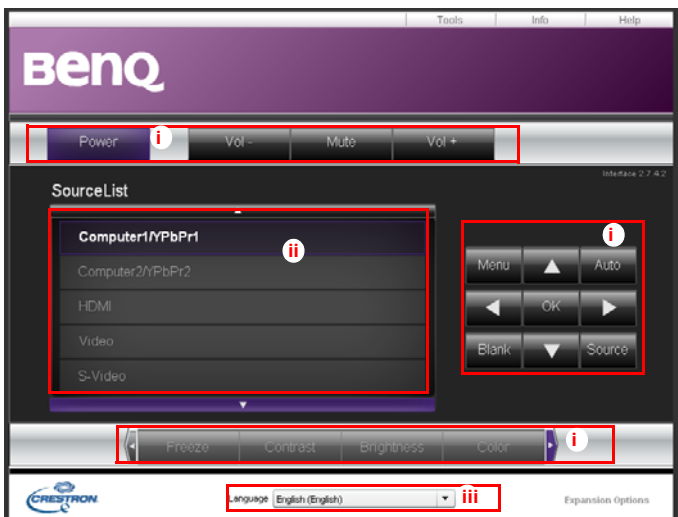 Tools Info Help
BenQ
Power i Vol - Mute Vol +
Interface 2.7.4.2
SourceList
Computer1/YPbPr1
ii
Computer2/YPbPr2
HDMI
Video
S-Video
i
Menu Auto
OK
Blank Source
Freeze Contrast Brightness Color i
CRESTRON
Language English (English) iii
Expansion Options